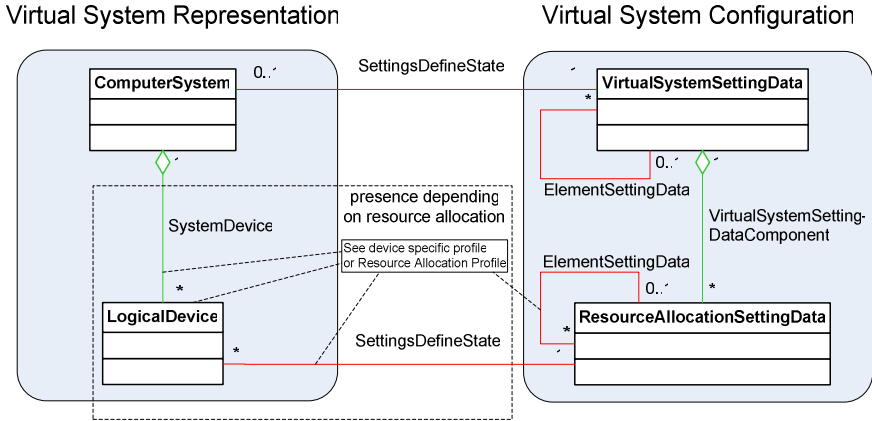 Virtual System Representation
Virtual System Configuration
ComputerSystem
0..
SettingsDefineState
VirtualSystemSettingData
*
0..
ElementSettingData
SystemDevice
presence depending
on resource allocation
VirtualSystemSetting-
DataComponent
See device specific profile
or Resource Allocation Profile
ElementSettingData
0..
*
*
LogicalDevice
ResourceAllocationSettingData
*
*
SettingsDefineState